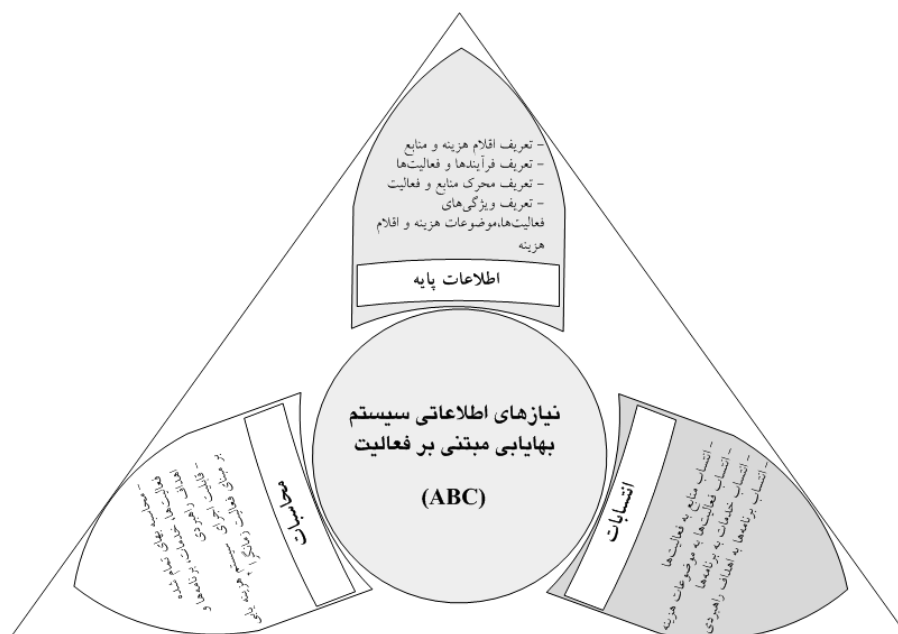 - تعریف اقلام هزینه و منابع
- تعریف فرآیندها و فعالیت‌ها
- تعریف محرک منابع و فعالیت
- تعریف ویژگی‌های
فعالیت‌ها،موضوعات هزینه و اقلام
هزینه
اطلاعات پایه
نیازهای اطلاعاتی سیستم
بهایابی مبتنی بر فعالیت
(ABC)
انتسابات
- انتساب منابع به فعالیت‌ها
- انتساب فعالیت‌ها به موضوعات هزینه
- انتساب خدمات به برنامه‌ها
- انتساب برنامه‌ها به اهداف راهبردی
محاسبات
- محاسبه بهای تمام شده
فعالیت‌ها، خدمات، برنامه‌ها و
اهداف راهبردی
- قابلیت اجرای سیستم هزینه یابی
بر مبنای فعالیت زمانگرا